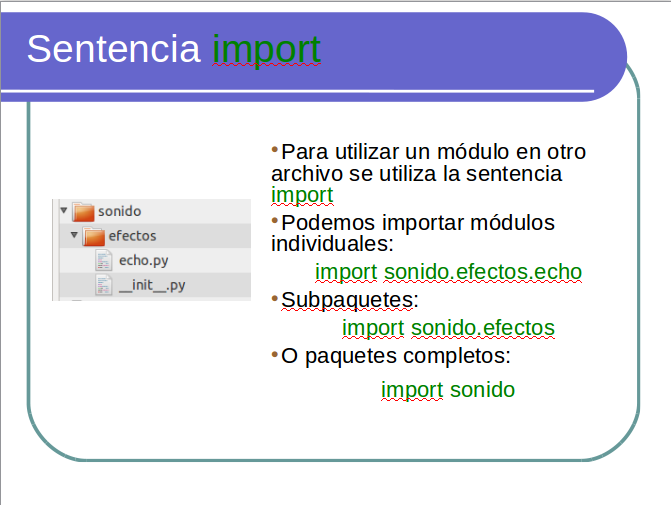 Sentencia import
sonido
efectos
echo.py
__init__.py
•Para utilizar un módulo en otro
archivo se utiliza la sentencia
import
•Podemos importar módulos
individuales:
import sonido.efectos.echo
•Subpaquetes:
import sonido.efectos
•O paquetes completos:
import sonido